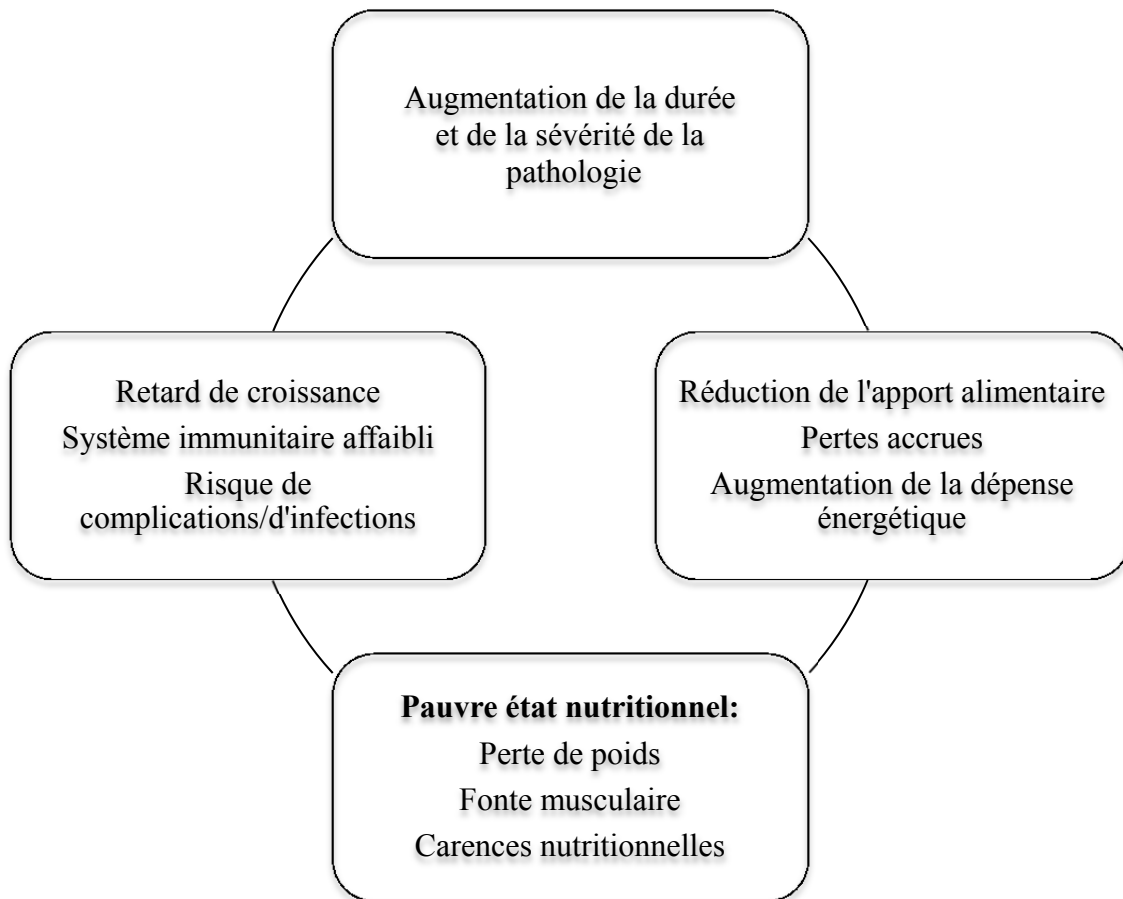 Augmentation de la durée
et de la sévérité de la
pathologie
Retard de croissance
Système immunitaire affaibli
Risque de
complications/d'infections
Réduction de l'apport alimentaire
Pertes accrues
Augmentation de la dépense
énergétique
Pauvre état nutritionnel:
Perte de poids
Fonte musculaire
Carences nutritionnelles